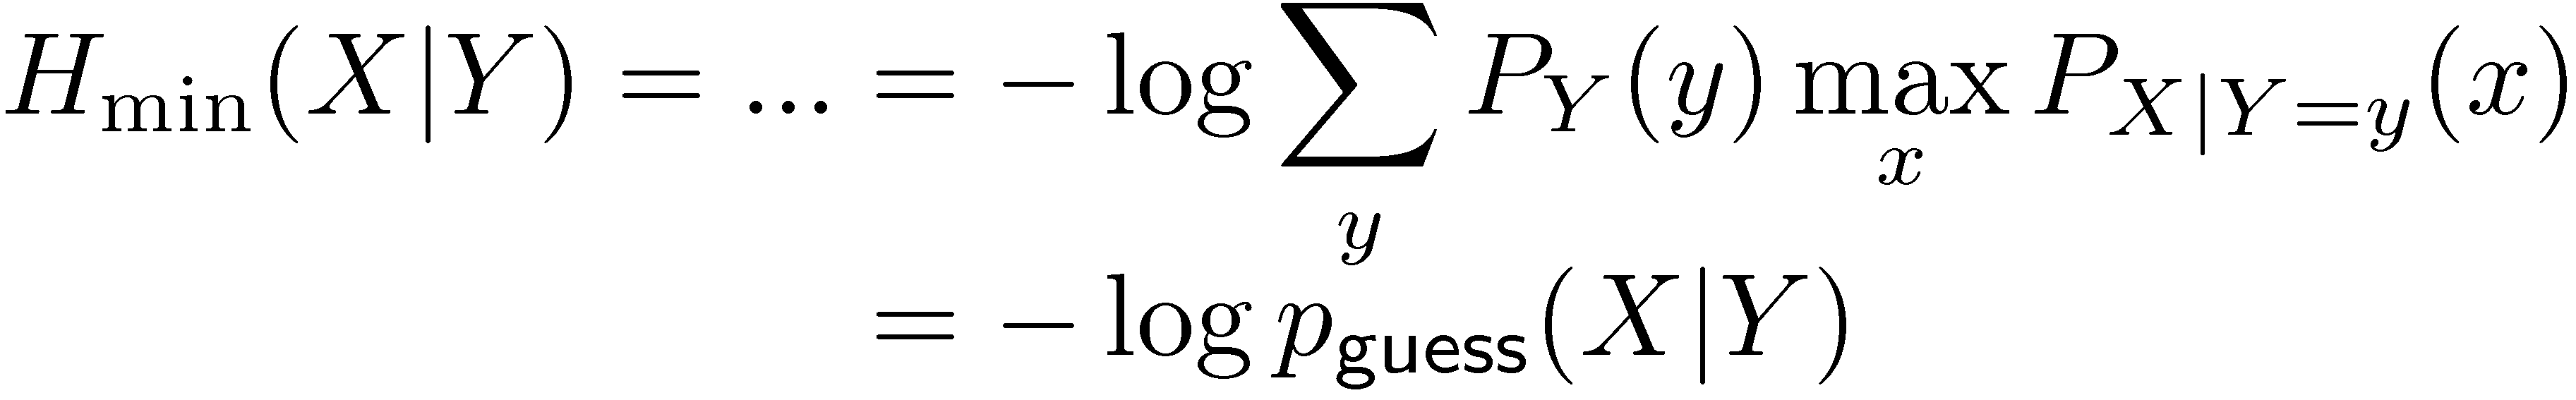 H_min(X|Y) = ... = − log ∑_y P_Y(y) max_x P_{X|Y=y}(x)
= − log p_guess(X|Y)